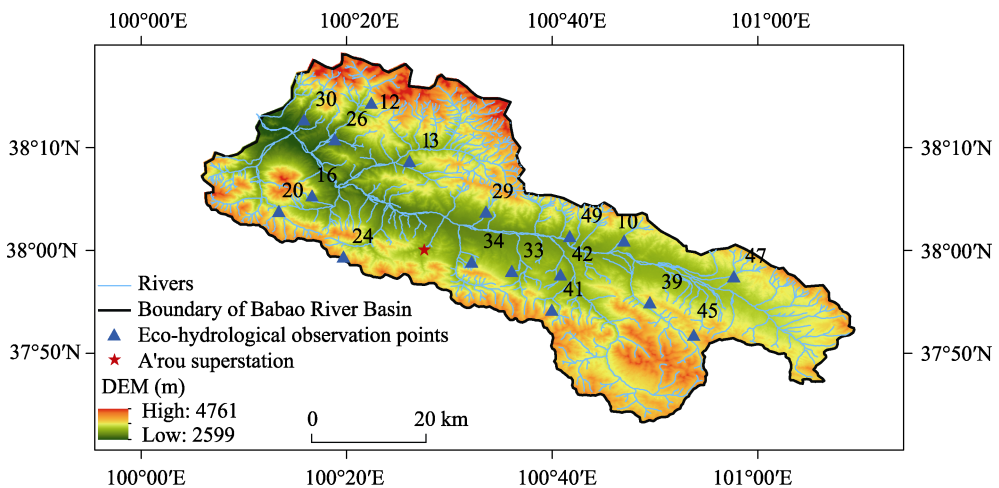 100°00′E 100°20′E 100°40′E 101°00′E
30
12
26
13
38°10′N 38°10′N
16
20
29
49
10
24
34
33
42
47
38°00′N 38°00′N
39
41
45
Rivers
Boundary of Babao River Basin
Eco-hydrological observation points
A'rou superstation
37°50′N 37°50′N
DEM (m)
High: 4761
Low: 2599
0 20 km
100°00′E 100°20′E 100°40′E 101°00′E